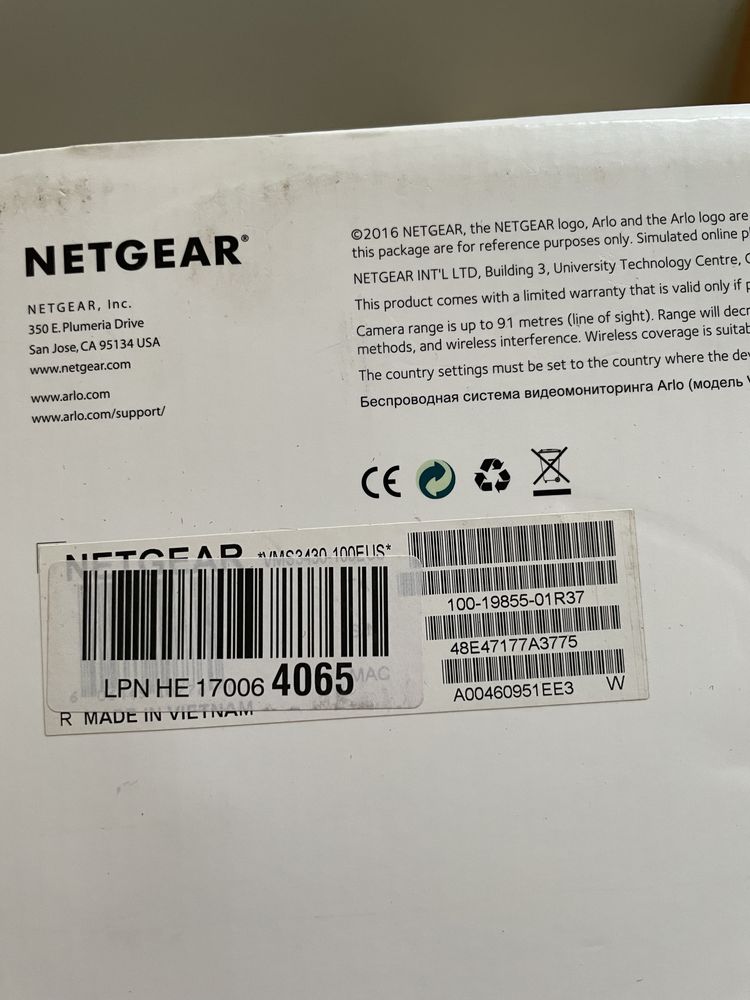 NETGEAR®
NETGEAR, Inc.
350 E. Plumeria Drive
San Jose, CA 95134 USA
www.netgear.com
www.arlo.com
www.arlo.com/support/
©2016 NETGEAR, the NETGEAR logo, Arlo and the Arlo logo are
this package are for reference purposes only. Simulated online
NETGEAR INT'L LTD, Building 3, University Technology Centre,
This product comes with a limited warranty that is valid only if
Camera range is up to 91 metres (line of sight). Range will
methods, and wireless interference. Wireless coverage is
The country settings must be set to the country where the
Беспроводная система видеомониторинга Arlo (модель
CE
NETGEAR *VMS3430-100EUS*
100-19855-01R37
48E47177A3775
A00460951EE3 W
LPN HE 17006 4065
MAC
R MADE IN VIETNAM